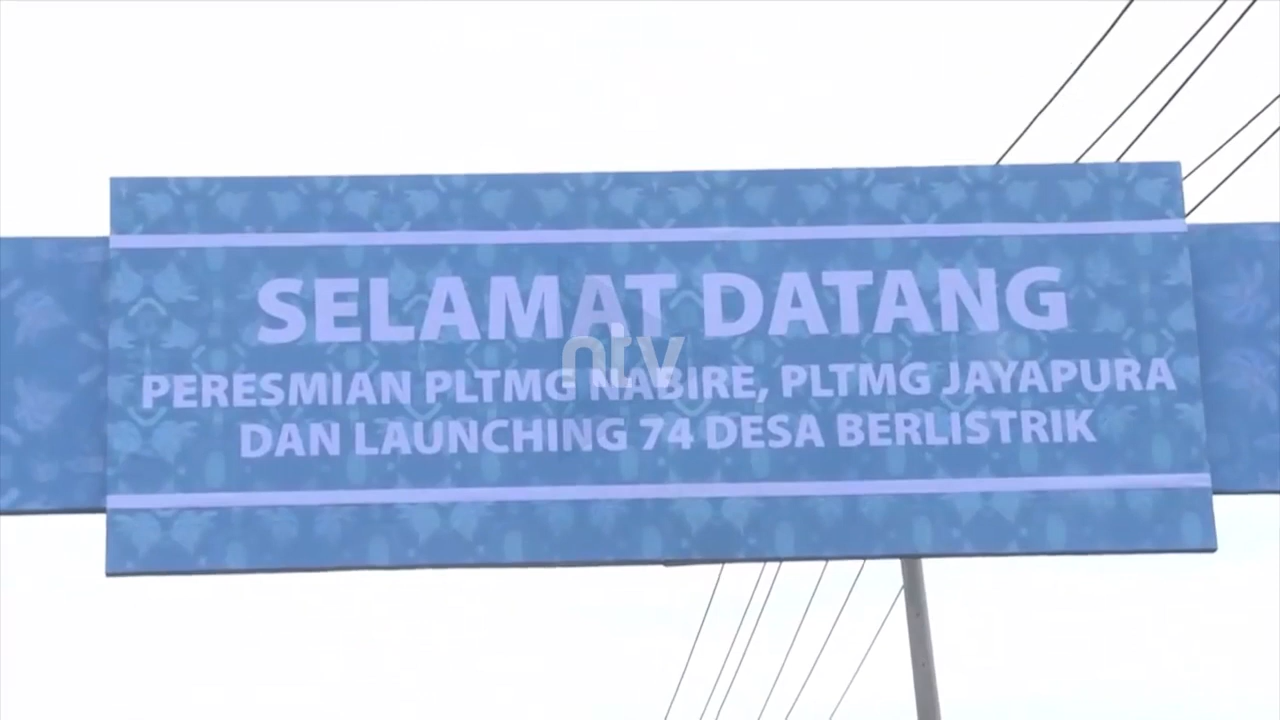 SELAMAT DATANG
PERESMIAN PLTMG NABIRE, PLTMG JAYAPURA
DAN LAUNCHING 74 DESA BERLISTRIK
ntv